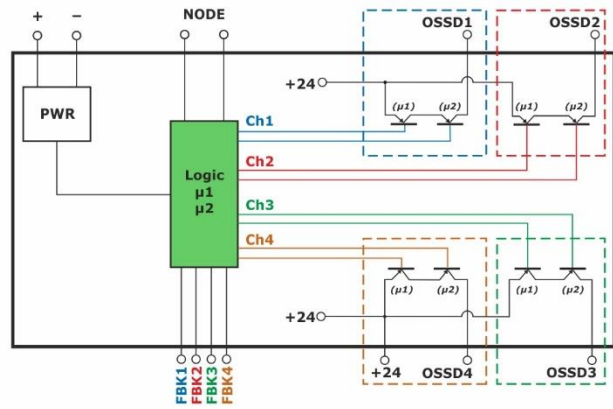 + − NODE OSSD1 OSSD2
+24
PWR
(μ1) (μ2) (μ1) (μ2)
Ch1
Ch2
Logic
μ1
μ2
Ch3
Ch4
(μ1) (μ2) (μ1) (μ2)
+24
+24 OSSD4 OSSD3
FBK1
FBK2
FBK3
FBK4